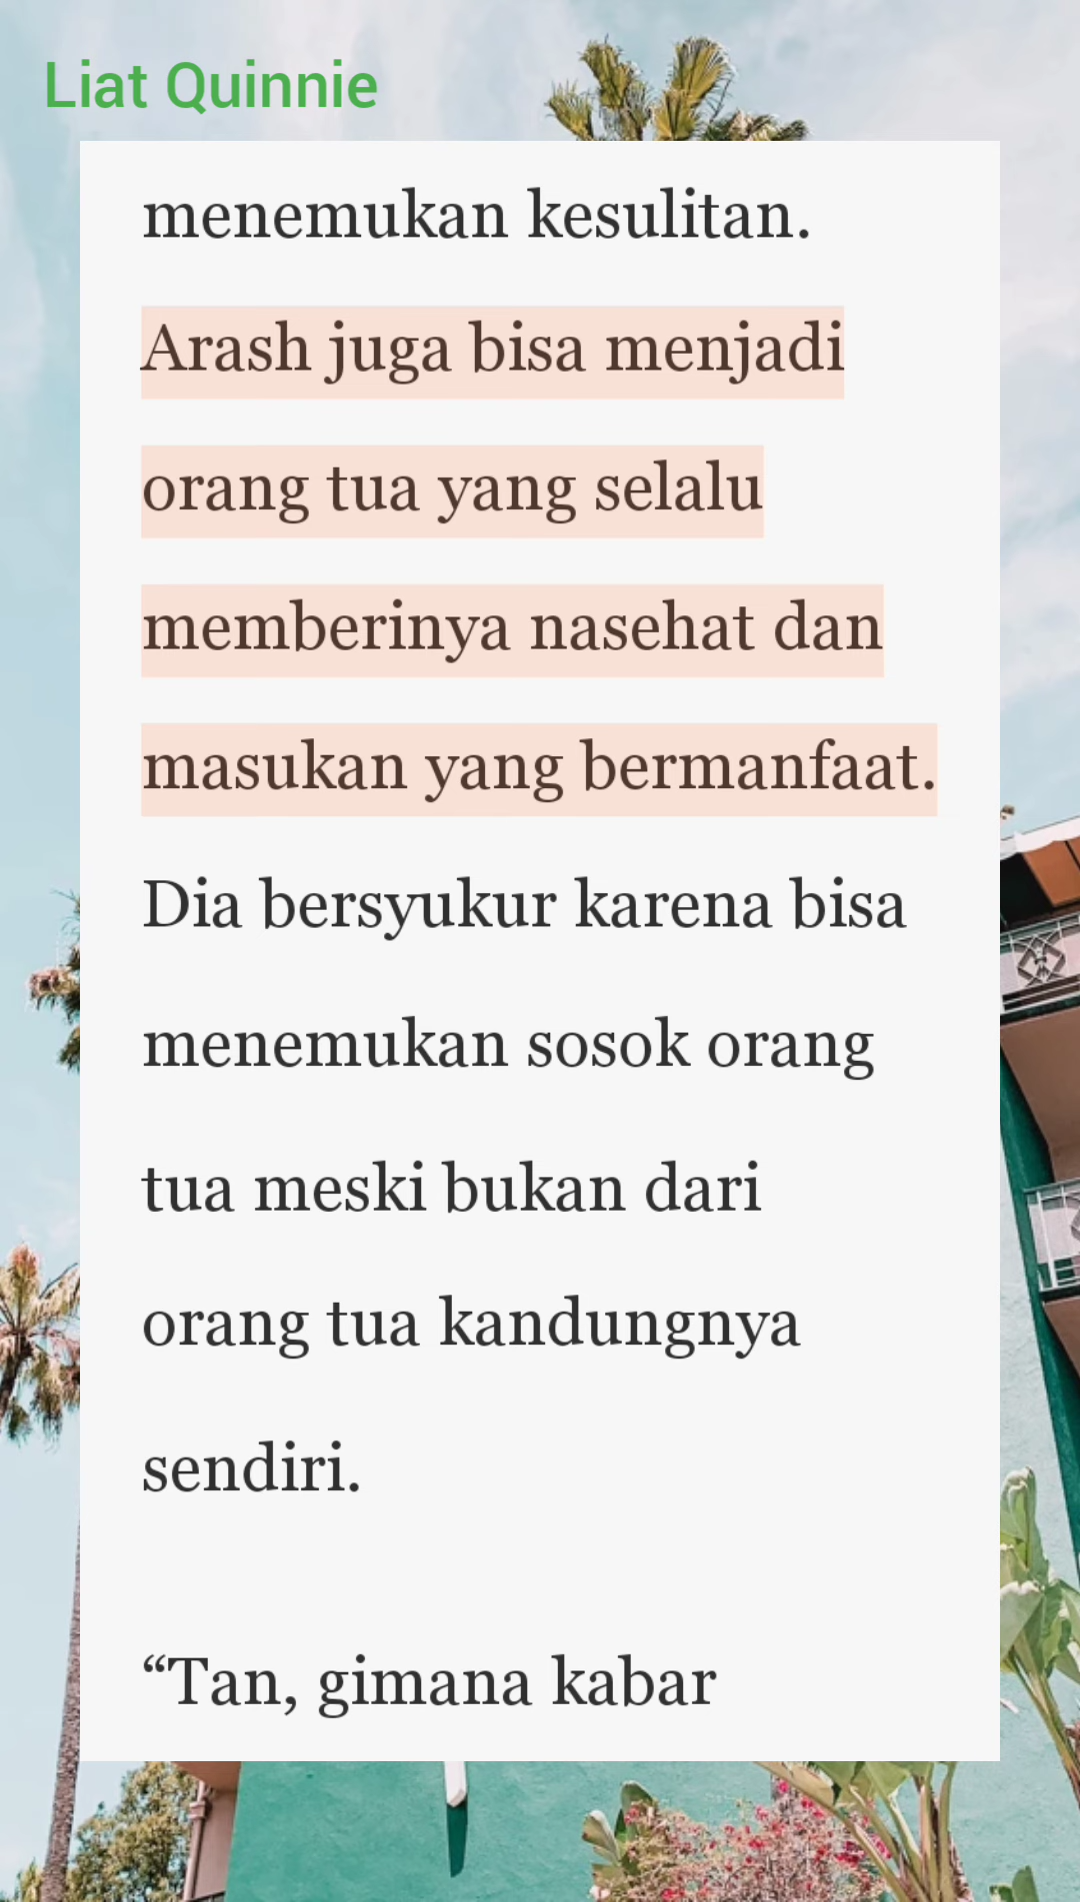 Liat Quinnie
menemukan kesulitan.
Arash juga bisa menjadi
orang tua yang selalu
memberinya nasehat dan
masukan yang bermanfaat.
Dia bersyukur karena bisa
menemukan sosok orang
tua meski bukan dari
orang tua kandungnya
sendiri.
“Tan, gimana kabar